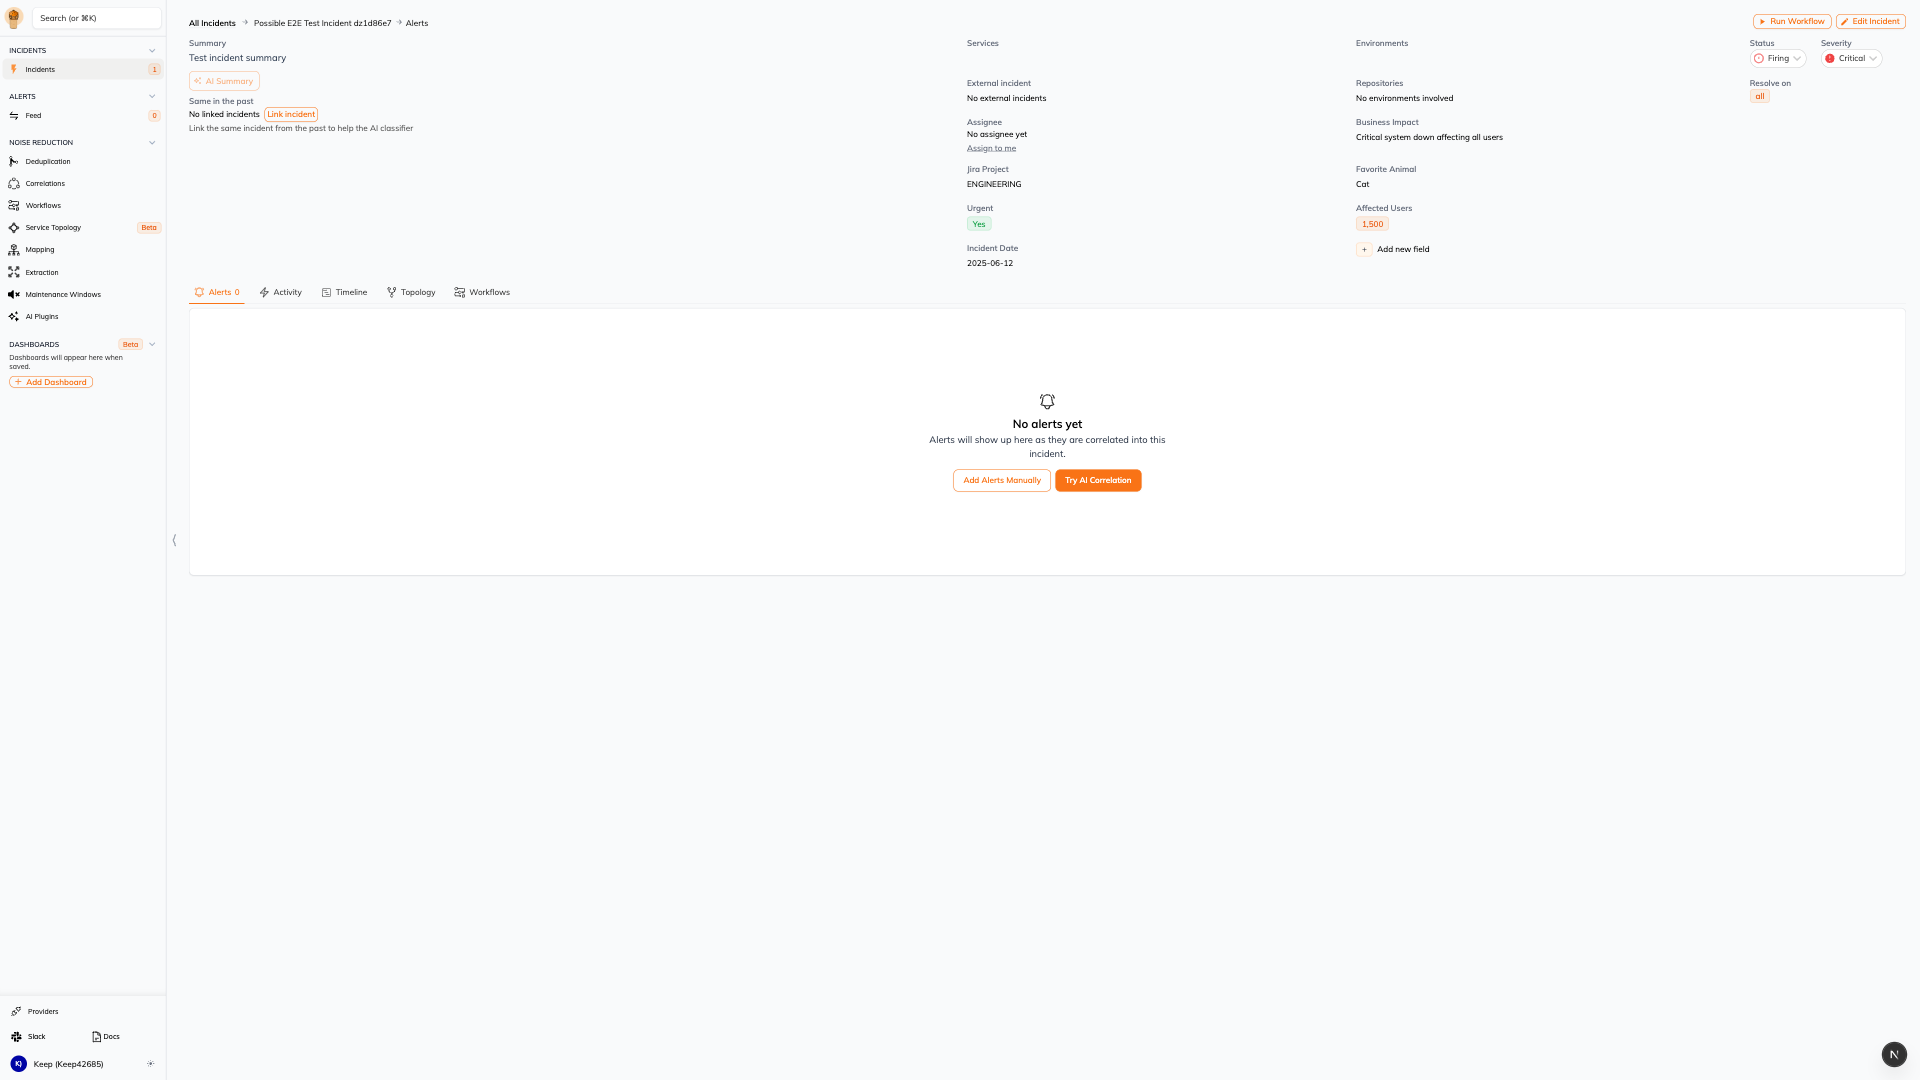 Search (or ⌘K)
INCIDENTS
Incidents 1
ALERTS
Feed 0
NOISE REDUCTION
Deduplication
Correlations
Workflows
Service Topology Beta
Mapping
Extraction
Maintenance Windows
AI Plugins
DASHBOARDS Beta
Dashboards will appear here when
saved.
+ Add Dashboard
Providers
Slack Docs
K) Keep (Keep42685)
All Incidents → Possible E2E Test Incident dz1d86e7 → Alerts
Run Workflow Edit Incident
Summary
Test incident summary
AI Summary
Same in the past
No linked incidents Link incident
Link the same incident from the past to help the AI classifier
Services
External incident
No external incidents
Assignee
No assignee yet
Assign to me
Jira Project
ENGINEERING
Urgent
Yes
Incident Date
2025-06-12
Environments
Repositories
No environments involved
Business Impact
Critical system down affecting all users
Favorite Animal
Cat
Affected Users
1,500
+ Add new field
Status Severity
Firing Critical
Resolve on
all
Alerts 0 Activity Timeline Topology Workflows
No alerts yet
Alerts will show up here as they are correlated into this
incident.
Add Alerts Manually Try AI Correlation
N